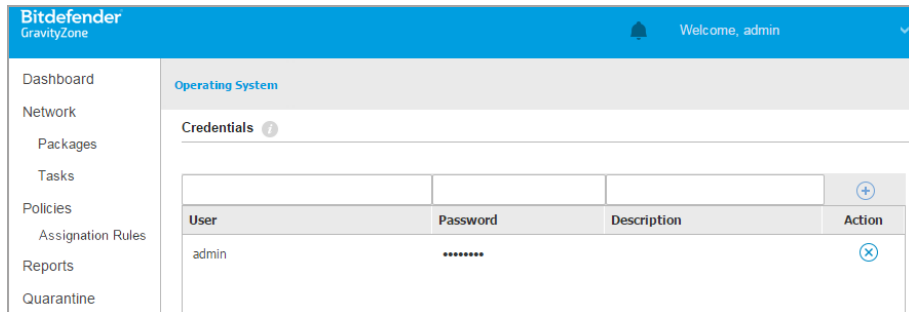 Bitdefender
GravityZone
Welcome, admin
Dashboard
Network
Packages
Tasks
Policies
Assignation Rules
Reports
Quarantine
Operating System
Credentials i
User Password Description Action
admin ••••••••